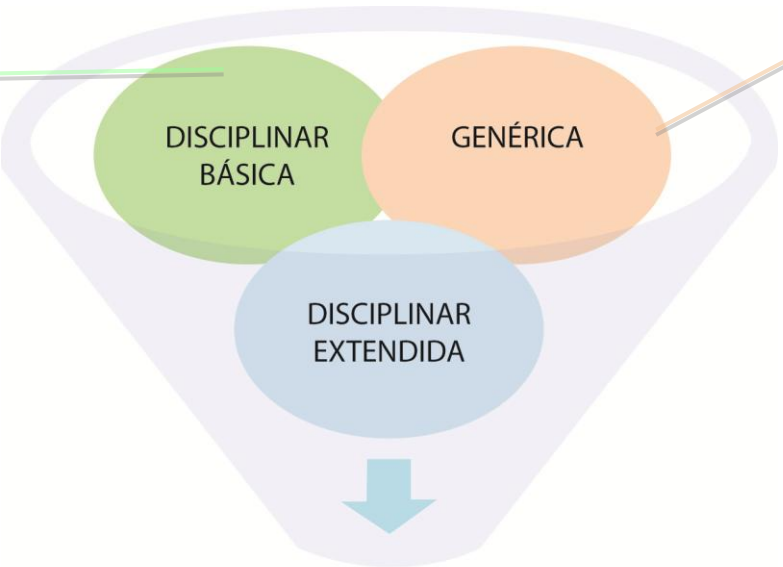 DISCIPLINAR
BÁSICA
GENÉRICA
DISCIPLINAR
EXTENDIDA